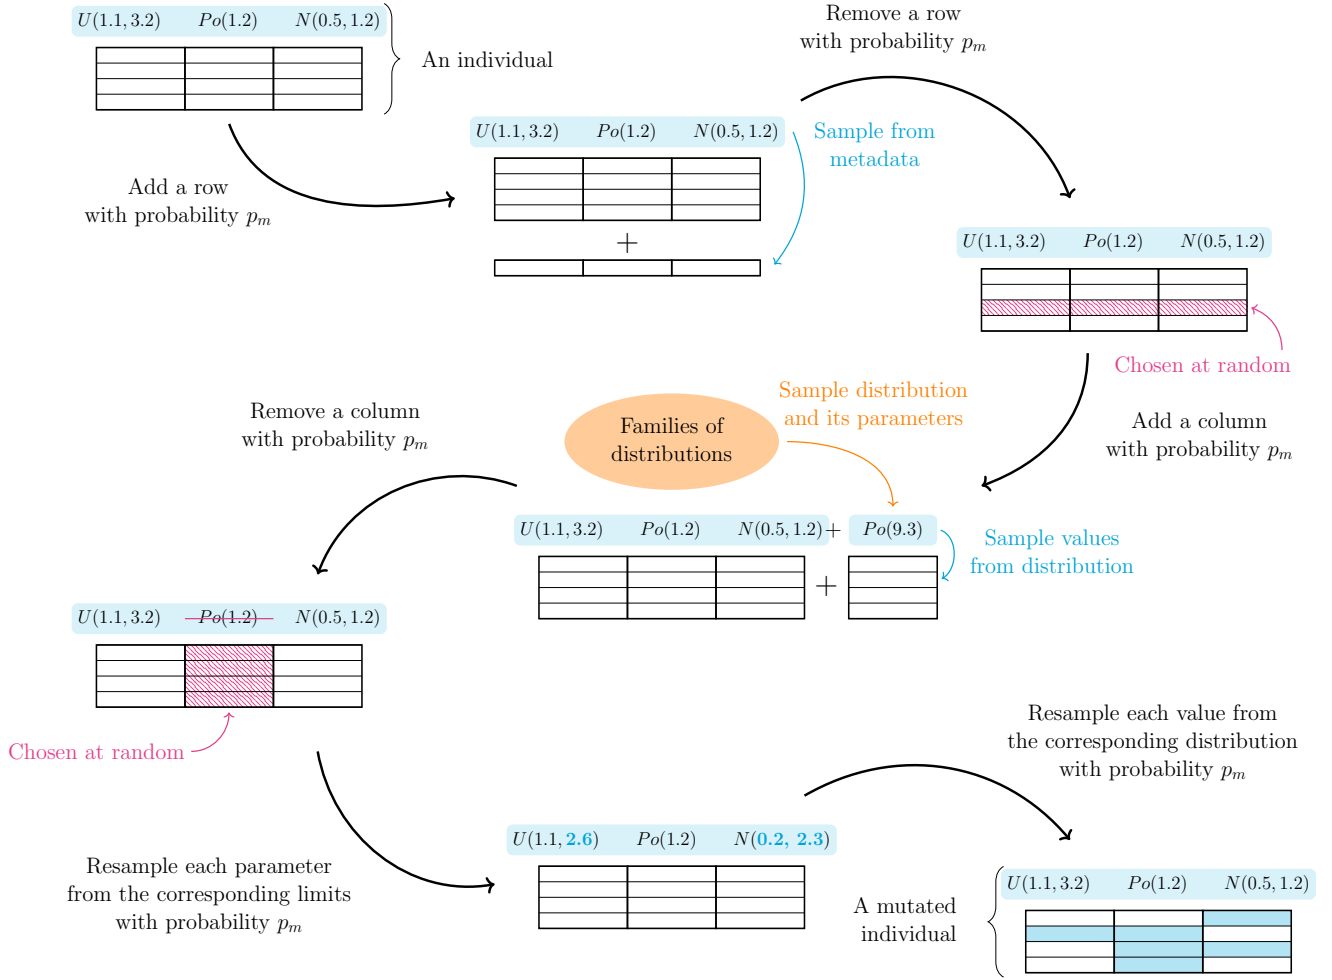 U(1.1, 3.2) Po(1.2) N(0.5, 1.2)
An individual
Add a row
with probability p_m
U(1.1, 3.2) Po(1.2) N(0.5, 1.2)
+
Sample from
metadata
Remove a row
with probability p_m
U(1.1, 3.2) Po(1.2) N(0.5, 1.2)
Chosen at random
Add a column
with probability p_m
Families of
distributions
Sample distribution
and its parameters
U(1.1, 3.2) Po(1.2) N(0.5, 1.2) + Po(9.3)
+
Sample values
from distribution
Remove a column
with probability p_m
U(1.1, 3.2) Po(1.2) N(0.5, 1.2)
Chosen at random
Resample each parameter
from the corresponding limits
with probability p_m
U(1.1, 2.6) Po(1.2) N(0.2, 2.3)
Resample each value from
the corresponding distribution
with probability p_m
U(1.1, 3.2) Po(1.2) N(0.5, 1.2)
A mutated
individual